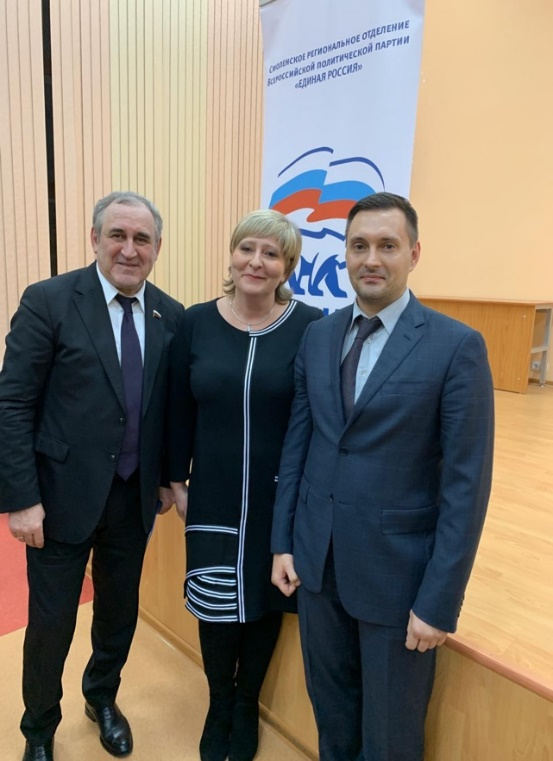 СМОЛЕНСКОЕ РЕГИОНАЛЬНОЕ ОТДЕЛЕНИЕ
ВСЕРОССИЙСКОЙ ПОЛИТИЧЕСКОЙ ПАРТИИ
«ЕДИНАЯ РОССИЯ»